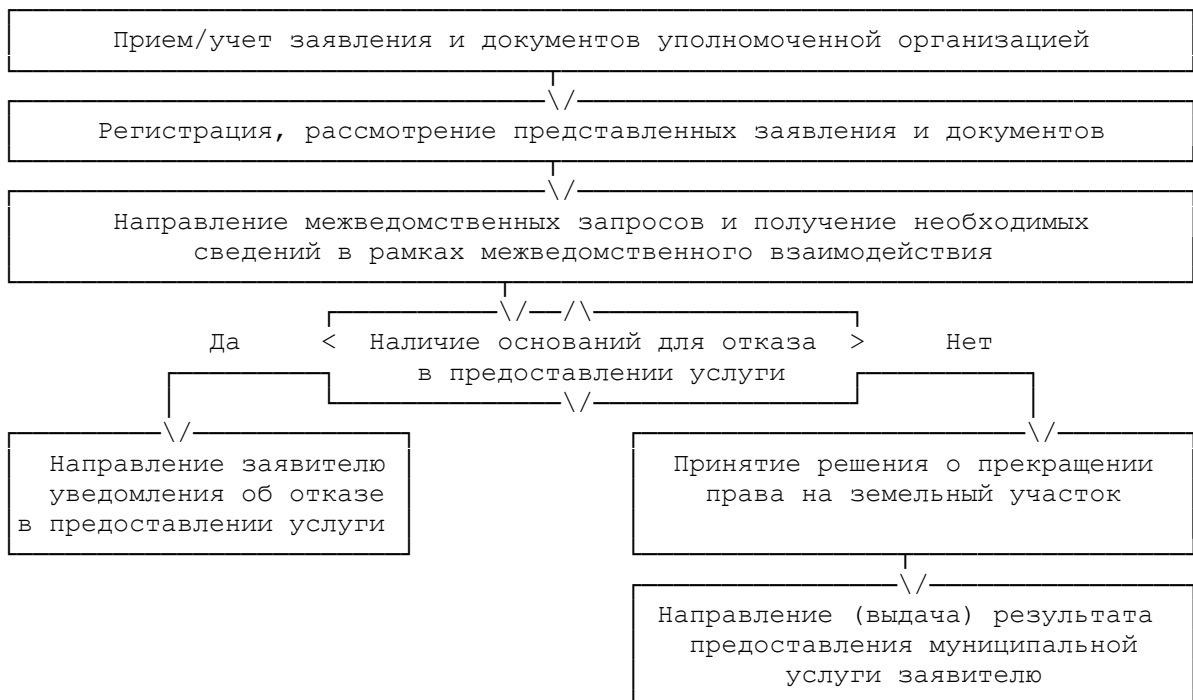 Прием/учет заявления и документов уполномоченной организацией
Регистрация, рассмотрение представленных заявления и документов
Направление межведомственных запросов и получение необходимых
сведений в рамках межведомственного взаимодействия
Да < Наличие оснований для отказа > Нет
в предоставлении услуги
Направление заявителю
уведомления об отказе
в предоставлении услуги
Принятие решения о прекращении
права на земельный участок
Направление (выдача) результата
предоставления муниципальной
услуги заявителю